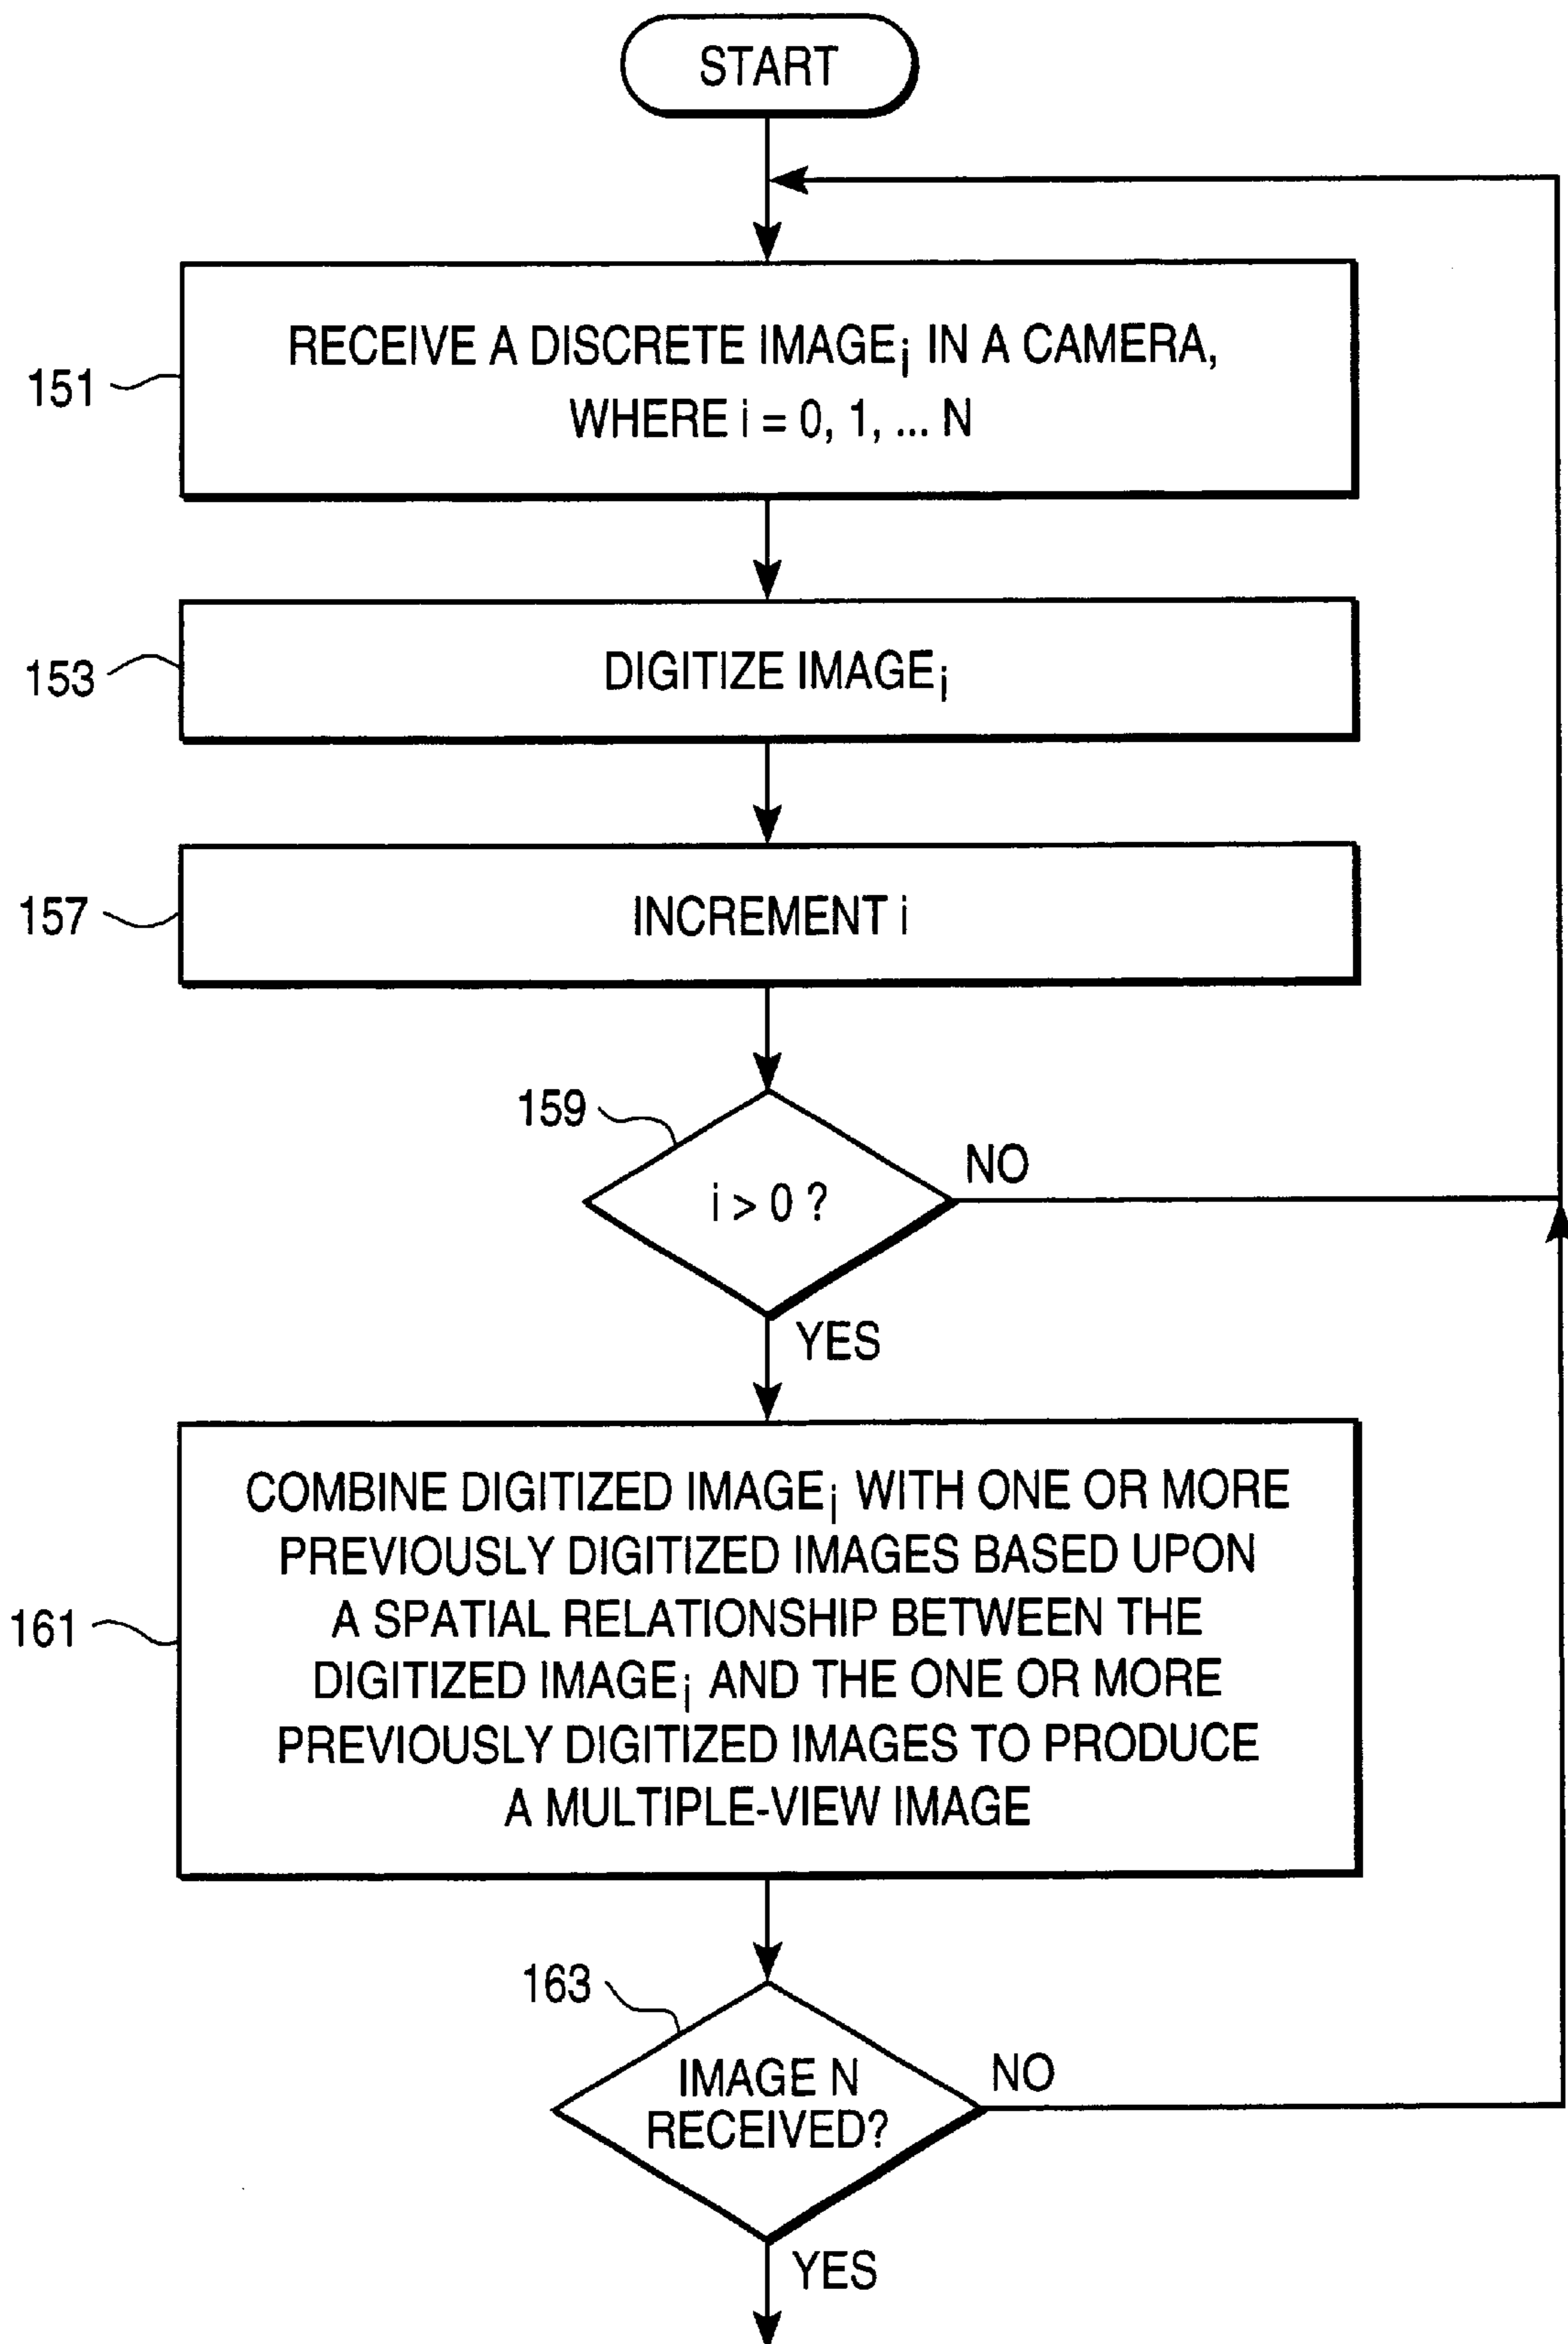 START
RECEIVE A DISCRETE IMAGEi IN A CAMERA,
WHERE i = 0, 1, ... N
151
DIGITIZE IMAGEi
153
INCREMENT i
157
159
i > 0 ?
NO
YES
COMBINE DIGITIZED IMAGEi WITH ONE OR MORE
PREVIOUSLY DIGITIZED IMAGES BASED UPON
A SPATIAL RELATIONSHIP BETWEEN THE
DIGITIZED IMAGEi AND THE ONE OR MORE
PREVIOUSLY DIGITIZED IMAGES TO PRODUCE
A MULTIPLE-VIEW IMAGE
161
163
IMAGE N
RECEIVED?
NO
YES